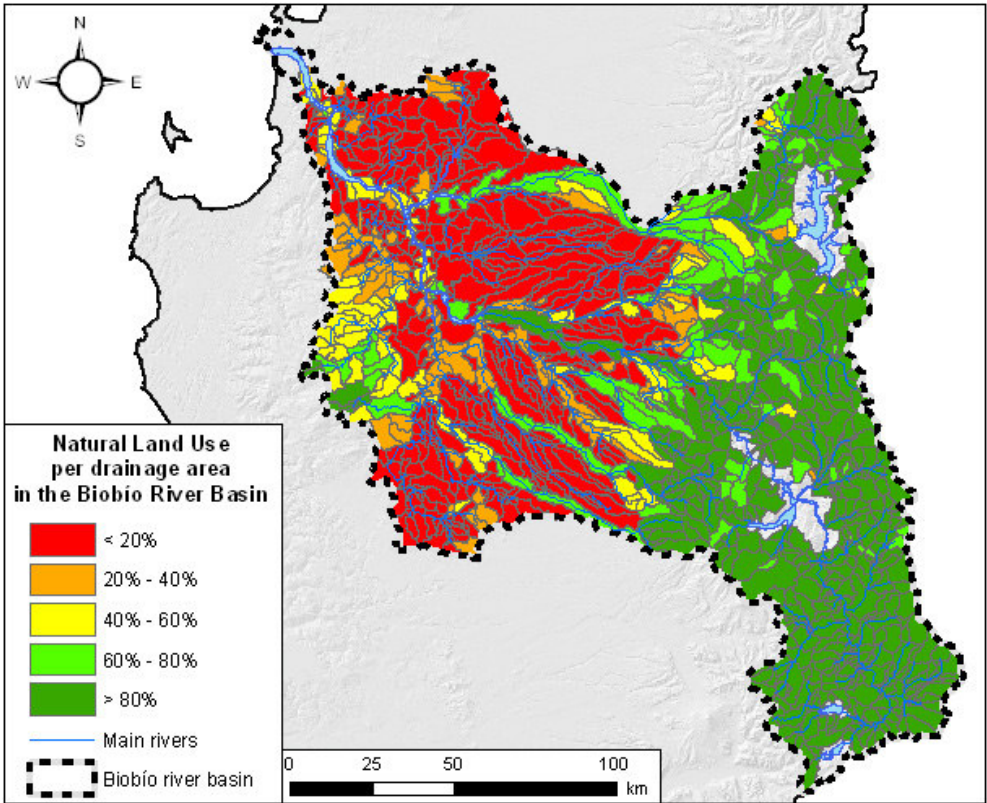 N
W
E
S
Natural Land Use
per drainage area
in the Biobío River Basin
< 20%
20% - 40%
40% - 60%
60% - 80%
> 80%
Main rivers
Biobío river basin
0 25 50 100
km